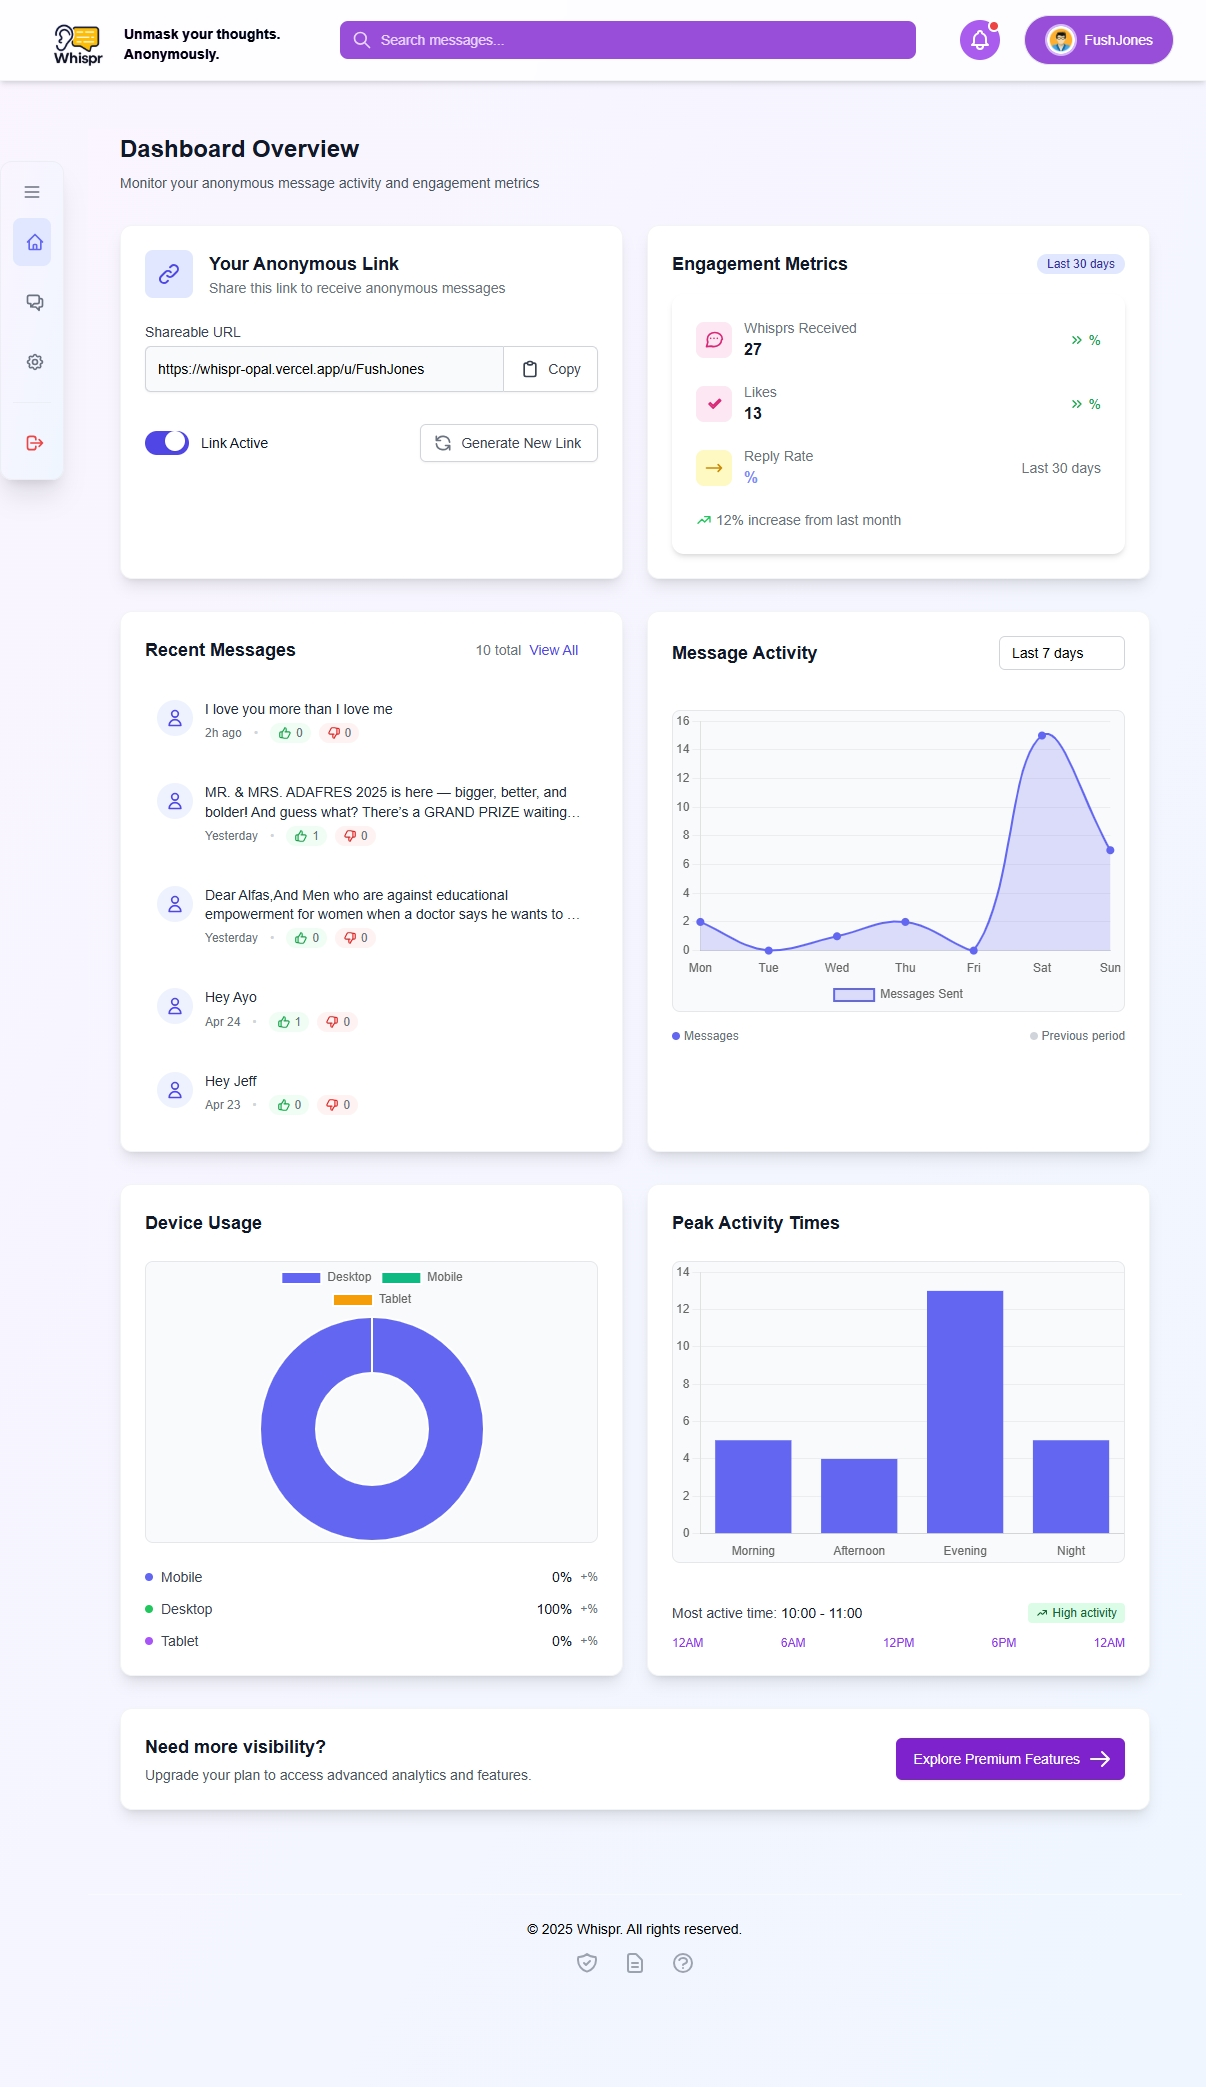 Whispr
Unmask your thoughts.
Anonymously.
Search messages...
FushJones
Dashboard Overview
Monitor your anonymous message activity and engagement metrics
Your Anonymous Link
Share this link to receive anonymous messages
Shareable URL
https://whispr-opal.vercel.app/u/FushJones
Copy
Link Active
Generate New Link
Engagement Metrics
Last 30 days
Whisprs Received
27
%
Likes
13
%
Reply Rate
%
Last 30 days
12% increase from last month
Recent Messages
10 total View All
I love you more than I love me
2h ago • 0 0
MR. & MRS. ADAFRES 2025 is here — bigger, better, and
bolder! And guess what? There's a GRAND PRIZE waiting…
Yesterday • 1 0
Dear Alfas,And Men who are against educational
empowerment for women when a doctor says he wants to …
Yesterday • 0 0
Hey Ayo
Apr 24 • 1 0
Hey Jeff
Apr 23 • 0 0
Message Activity
Last 7 days
16
14
12
10
8
6
4
2
0
Mon Tue Wed Thu Fri Sat Sun
Messages Sent
Messages
Previous period
Device Usage
Desktop Mobile
Tablet
Mobile 0% +%
Desktop 100% +%
Tablet 0% +%
Peak Activity Times
14
12
10
8
6
4
2
0
Morning Afternoon Evening Night
Most active time: 10:00 - 11:00
High activity
12AM 6AM 12PM 6PM 12AM
Need more visibility?
Upgrade your plan to access advanced analytics and features.
Explore Premium Features
© 2025 Whispr. All rights reserved.